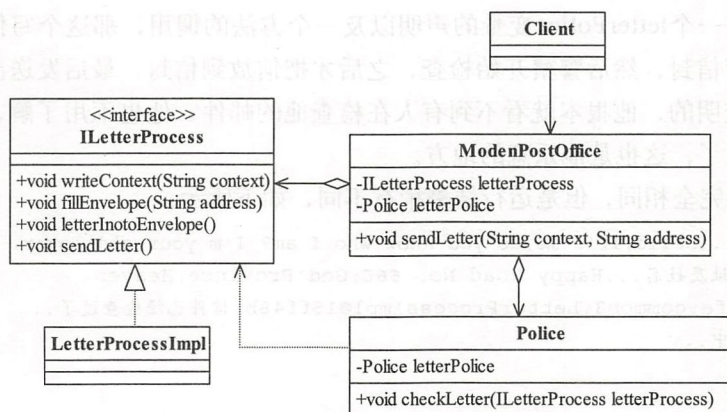 Client
<<interface>>
ILetterProcess
+void writeContext(String context)
+void fillEnvelope(String address)
+void letterInotoEnvelope()
+void sendLetter()
LetterProcessImpl
ModenPostOffice
-ILetterProcess letterProcess
-Police letterPolice
+void sendLetter(String context, String address)
Police
-Police letterPolice
+void checkLetter(ILetterProcess letterProcess)